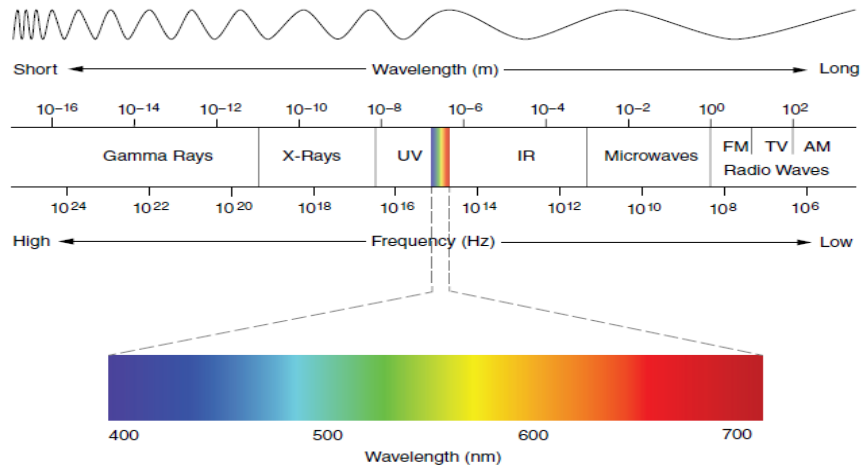 Short Wavelength (m) Long
10⁻¹⁶ 10⁻¹⁴ 10⁻¹² 10⁻¹⁰ 10⁻⁸ 10⁻⁶ 10⁻⁴ 10⁻² 10⁰ 10²
Gamma Rays X-Rays UV IR Microwaves FM TV AM
Radio Waves
10²⁴ 10²² 10²⁰ 10¹⁸ 10¹⁶ 10¹⁴ 10¹² 10¹⁰ 10⁸ 10⁶
High Frequency (Hz) Low
400 500 600 700
Wavelength (nm)